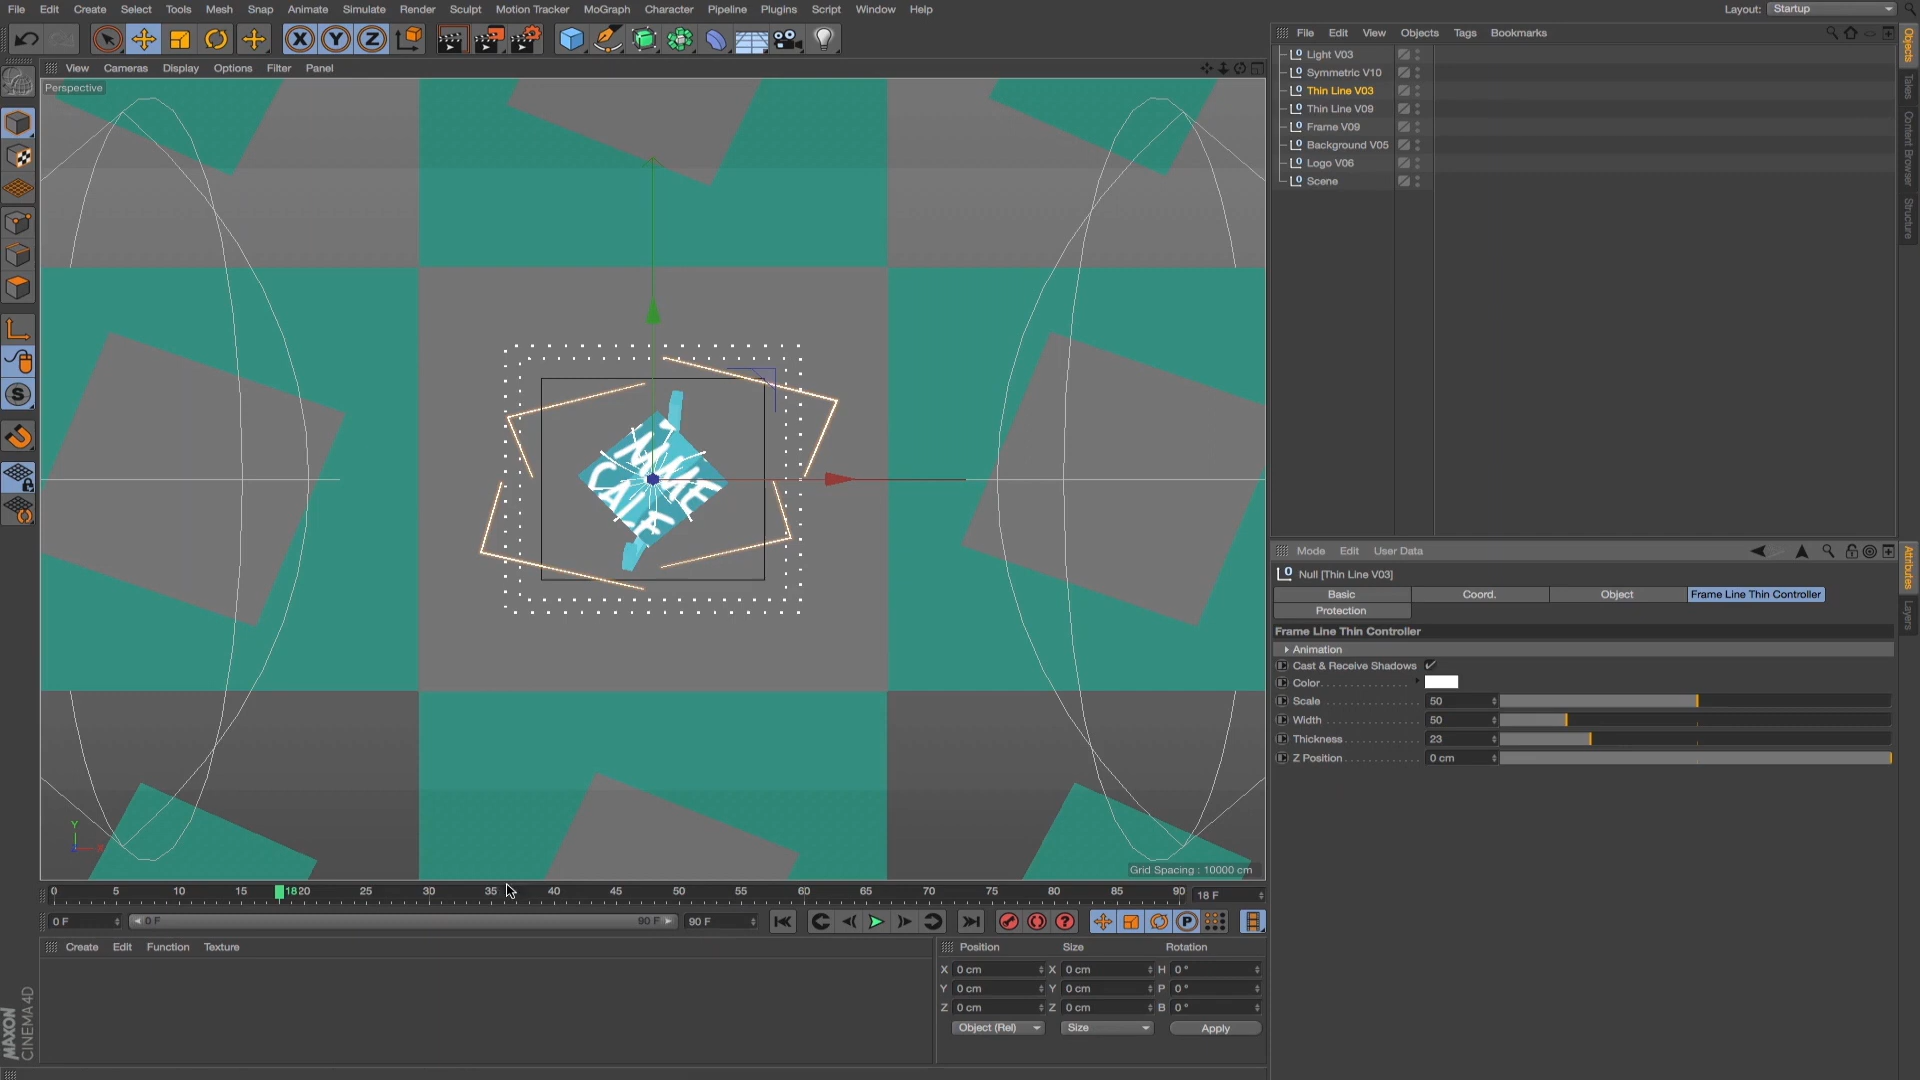 File Edit Create Select Tools Mesh Snap Animate Simulate Render Sculpt Motion Tracker MoGraph Character Pipeline Plugins Script Window Help
Layout: Startup
File Edit View Objects Tags Bookmarks
View Cameras Display Options Filter Panel
Perspective
Light V03
Symmetric V10
Thin Line V03
Thin Line V09
Frame V09
Background V05
Logo V06
Scene
Objects
Takes
Content Browser
Structure
Grid Spacing : 10000 cm
Y
X
Mode Edit User Data
Null [Thin Line V03]
Basic Coord. Object Frame Line Thin Controller
Protection
Frame Line Thin Controller
Animation
Cast & Receive Shadows
Color
Scale 50
Width 50
Thickness 23
Z Position 0 cm
Attributes
Layers
0 5 10 15 18 20 25 30 35 40 45 50 55 60 65 70 75 80 85 90 18 F
0 F 0 F 90 F 90 F
Create Edit Function Texture
Position Size Rotation
X 0 cm X 0 cm H 0 °
Y 0 cm Y 0 cm P 0 °
Z 0 cm Z 0 cm B 0 °
Object (Rel) Size Apply
MAXON
CINEMA 4D